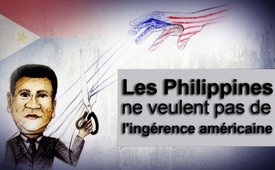 Les Philippines
ne veulent pas de
l'ingérence américaine